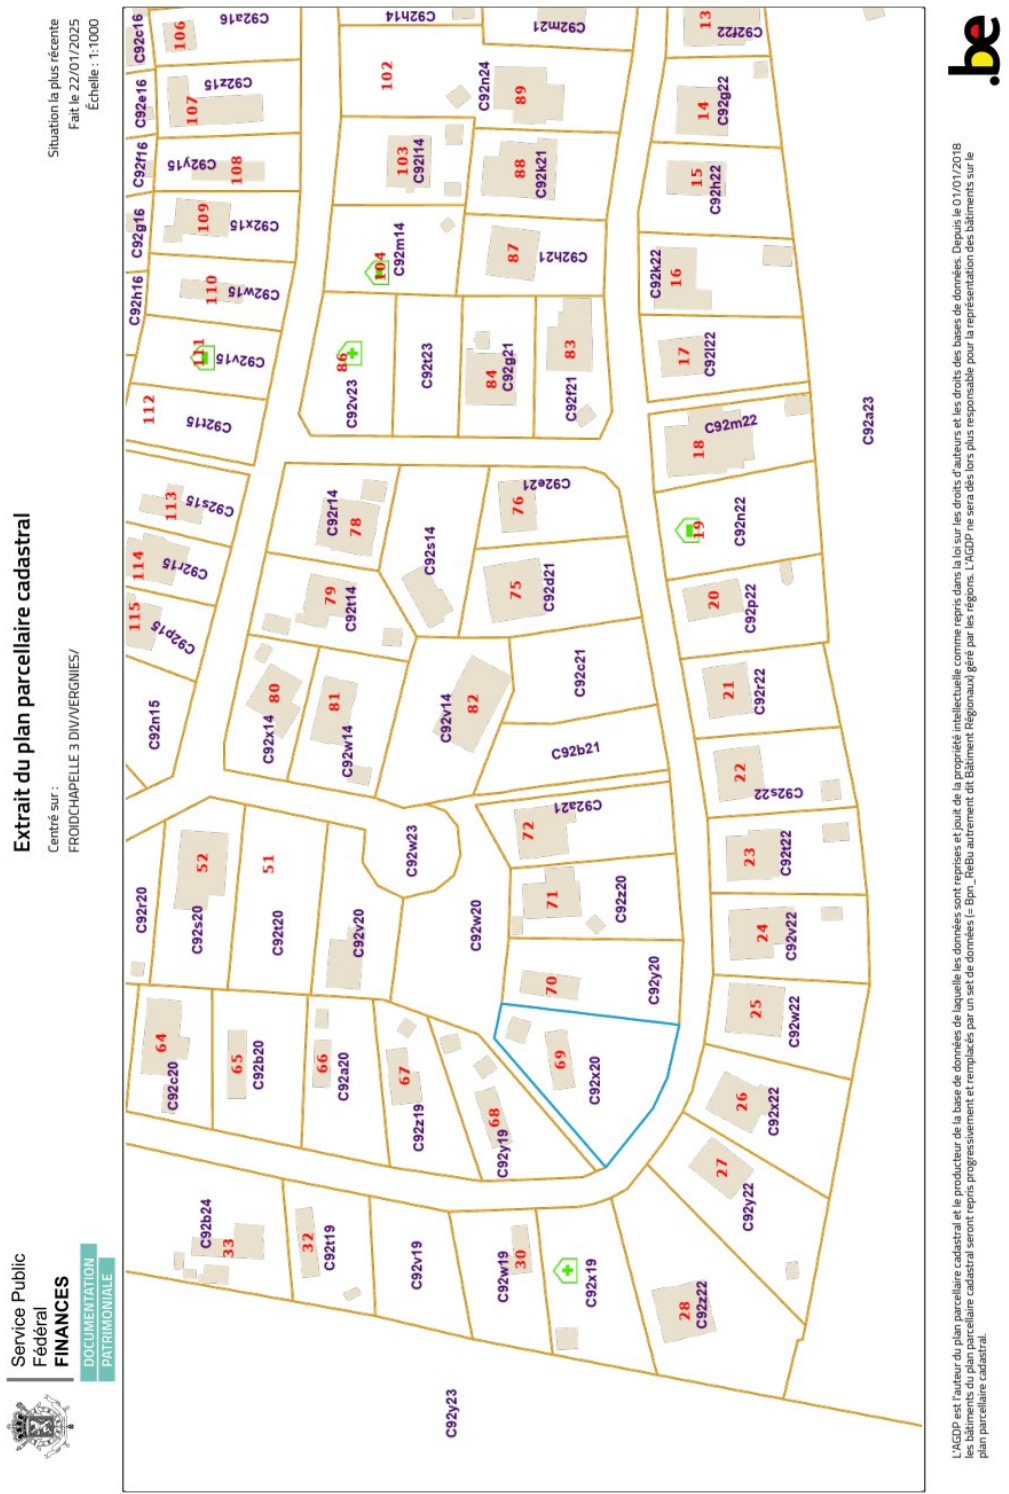 Service Public
Fédéral
FINANCES
DOCUMENTATION
PATRIMONIALE
Extrait du plan parcellaire cadastral
Centré sur :
FROIDCHAPELLE 3 DIV/VERGNIES/
Situation la plus récente
Fait le 22/01/2025
Échelle : 1:1000
C92c16
106
C92a16
C92h14
C92m21
13
C92f22
C92e16
107
C92z15
102
C92n24
89
14
C92g22
C92f16
C92y15
108
103
C92l14
88
C92k21
15
C92h22
C92g16
109
C92x15
104
C92m14
87
C92h21
C92k22
16
C92h16
110
C92w15
111
C92v15
86
C92v23
C92t23
84
C92g21
83
C92f21
17
C92l22
112
C92t15
18
C92m22
C92a23
113
C92s15
C92r14
78
C92s14
76
C92e21
19
C92n22
114
C92r15
79
C92t14
75
C92d21
20
C92p22
115
C92p15
80
C92x14
81
C92w14
C92v14
82
C92c21
21
C92r22
C92n15
C92b21
22
C92s22
C92r20
52
C92s20
51
C92t20
C92v20
C92w23
C92w20
72
C92a21
71
C92z20
23
C92t22
24
C92v22
70
C92y20
64
C92c20
65
C92b20
66
C92a20
67
C92z19
68
C92y19
69
C92x20
25
C92w22
26
C92x22
27
C92y22
C92b24
33
32
C92t19
C92v19
C92w19
30
C92x19
28
C92z22
C92y23
.be
L'AGDP est l'auteur du plan parcellaire cadastral et le producteur de la base de données de laquelle les données sont reprises et jouit de la propriété intellectuelle comme repris dans la loi sur les droits d'auteurs et les droits des bases de données. Depuis le 01/01/2018
les bâtiments du plan parcellaire cadastral seront repris progressivement et remplacés par un set de données (= Bpn_ReBu autrement dit Bâtiment Régionaux) géré par les régions. L'AGDP ne sera dès lors plus responsable pour la représentation des bâtiments sur le
plan parcellaire cadastral.